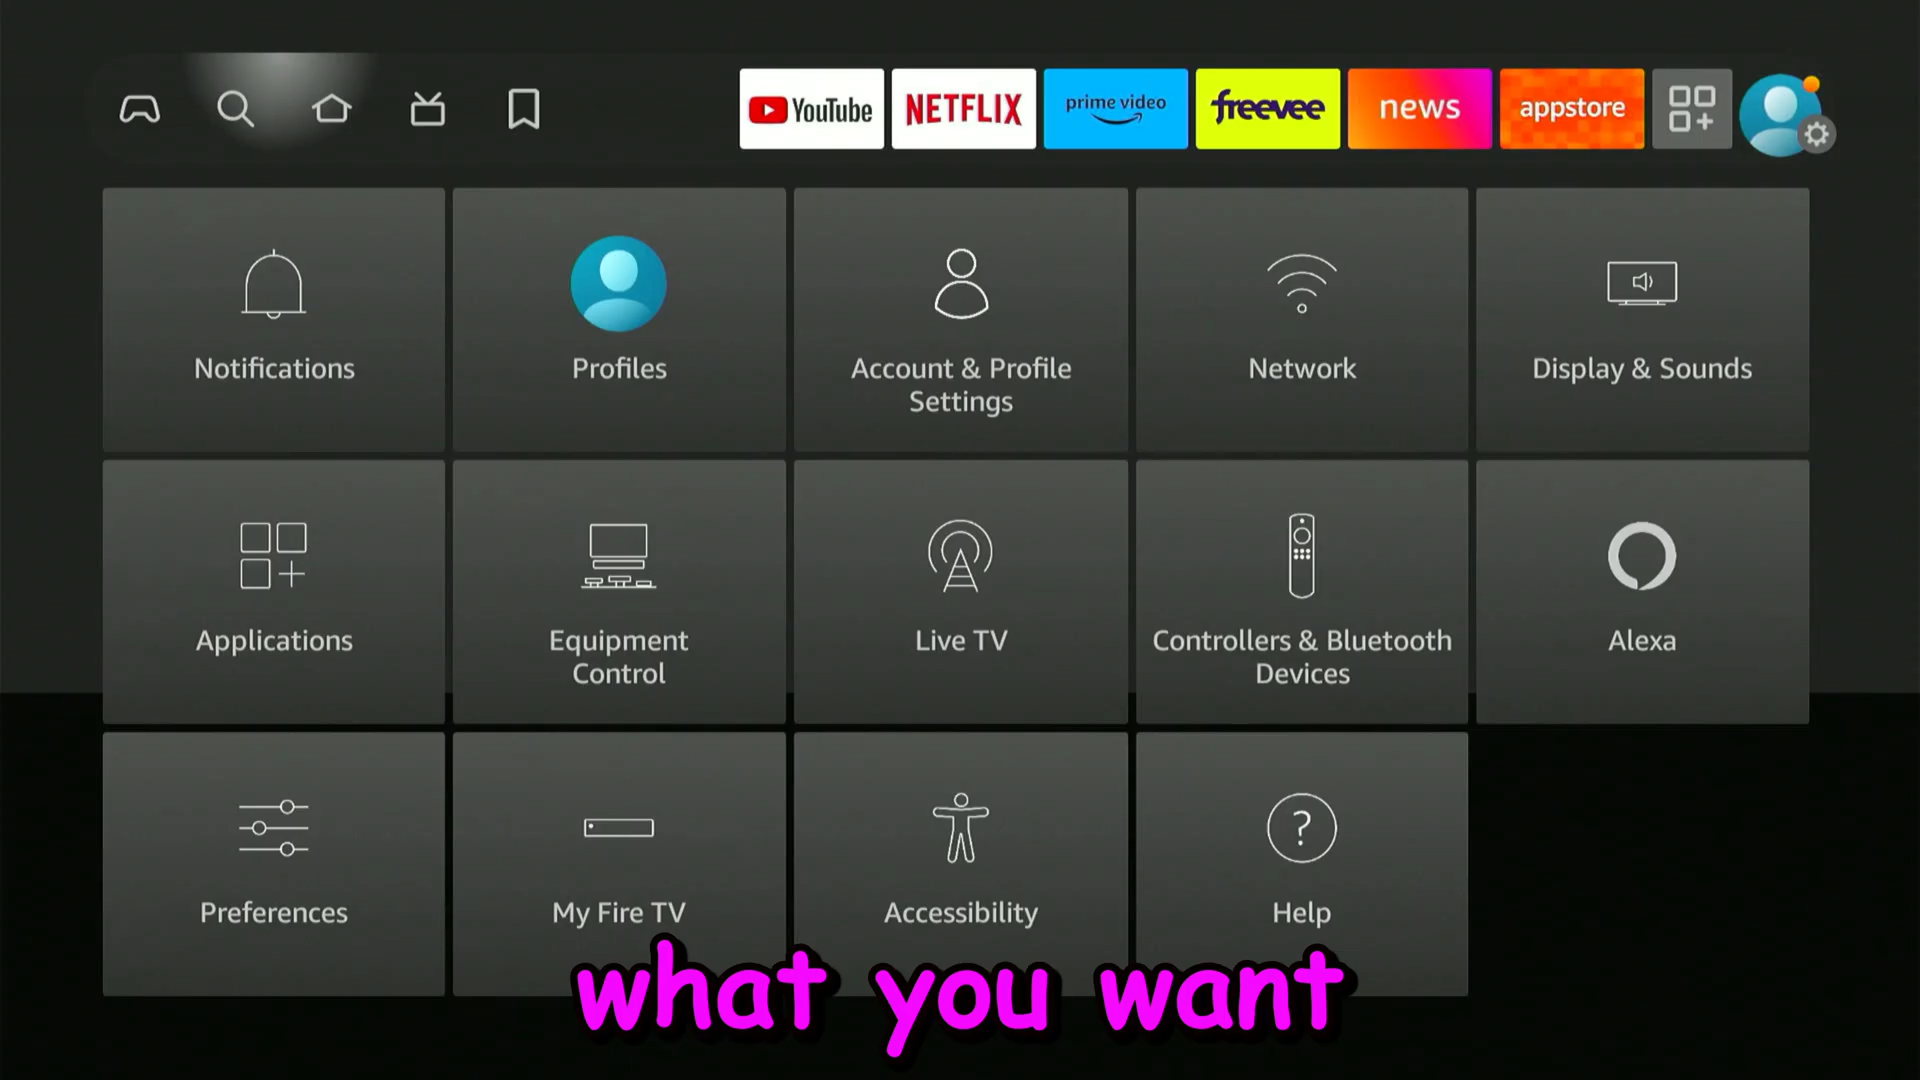 YouTube NETFLIX prime video freevee news appstore
Notifications
Profiles
Account & Profile
Settings
Network
Display & Sounds
Applications
Equipment
Control
Live TV
Controllers & Bluetooth
Devices
Alexa
Preferences
My Fire TV
Accessibility
?
Help
what you want